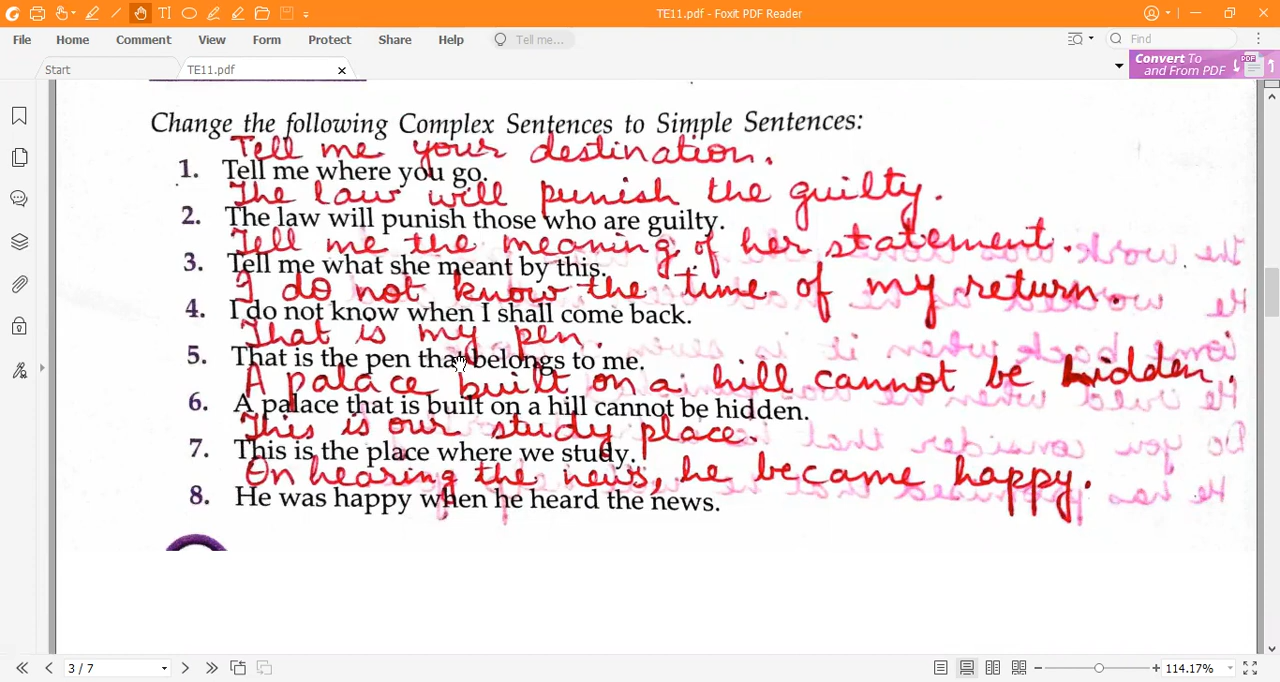 TE11.pdf - Foxit PDF Reader
File Home Comment View Form Protect Share Help Tell me... Find
Start TE11.pdf
Convert To
and From PDF
PDF
Change the following Complex Sentences to Simple Sentences:
Tell me your destination.
1. Tell me where you go.
The law will punish the guilty.
2. The law will punish those who are guilty.
Tell me the meaning of her statement.
3. Tell me what she meant by this.
I do not know the time of my return.
4. I do not know when I shall come back.
That is my pen.
5. That is the pen that belongs to me.
A palace built on a hill cannot be hidden.
6. A palace that is built on a hill cannot be hidden.
This is our study place.
7. This is the place where we study.
On hearing the news, he became happy.
8. He was happy when he heard the news.
3 / 7
114.17%